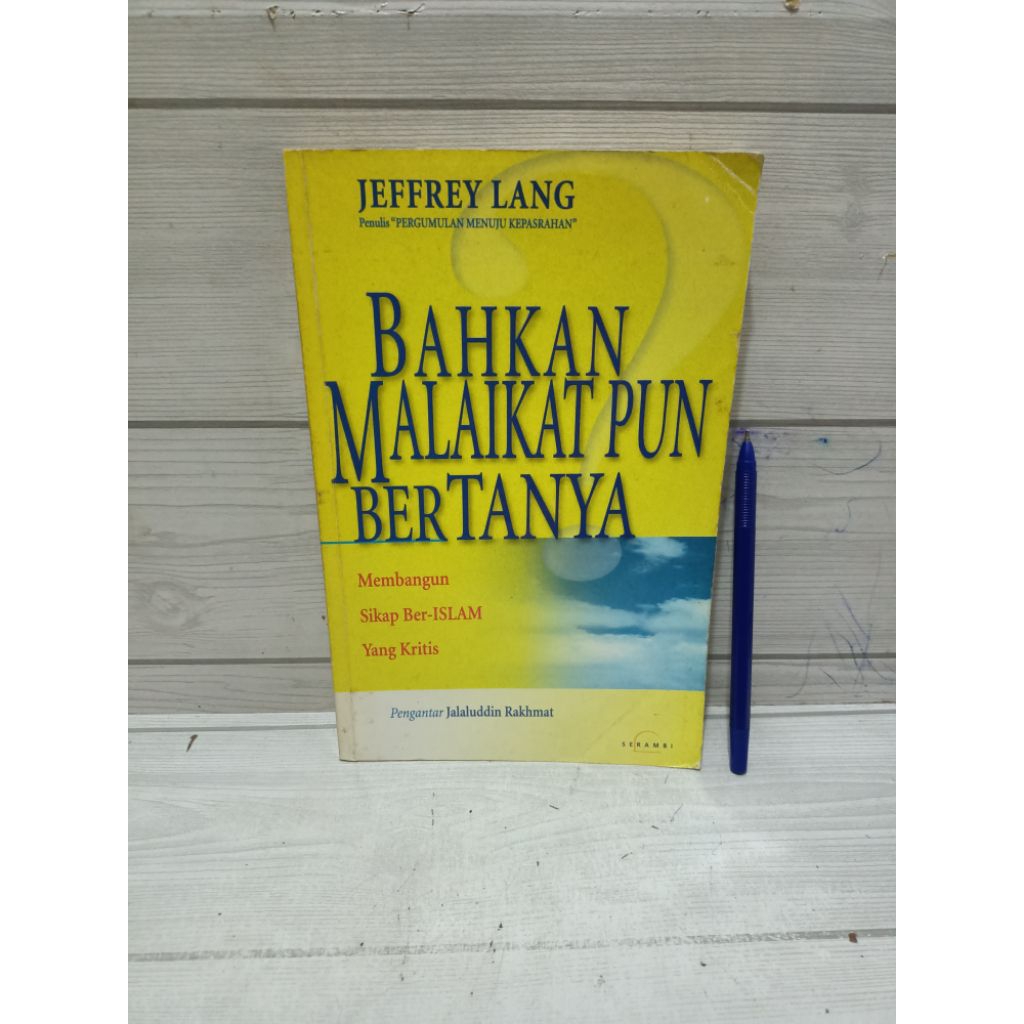 JEFFREY LANG
Penulis "PERGUMULAN MENUJU KEPASRAHAN"
BAHKAN
MALAIKAT PUN
BERTANYA
Membangun
Sikap Ber-ISLAM
Yang Kritis
Pengantar Jalaluddin Rakhmat
SERAMBI